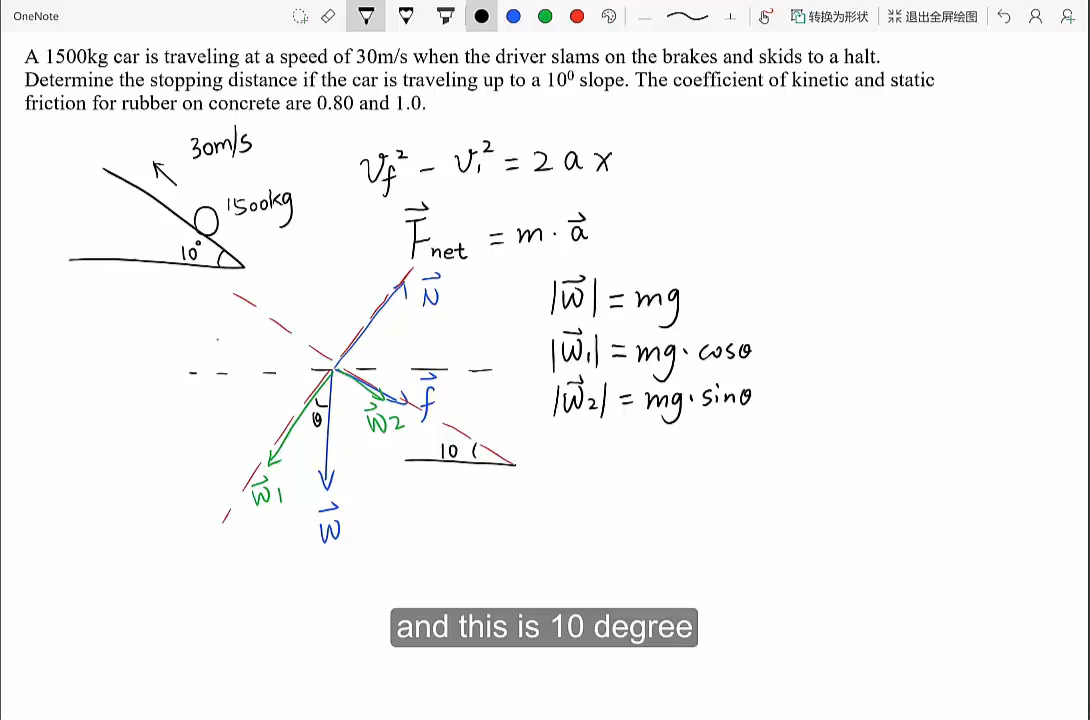 OneNote
转换为形状
退出全屏绘图
A 1500kg car is traveling at a speed of 30m/s when the driver slams on the brakes and skids to a halt.
Determine the stopping distance if the car is traveling up to a 10⁰ slope. The coefficient of kinetic and static
friction for rubber on concrete are 0.80 and 1.0.
30m/s
1500kg
10°
v_f² - v_i² = 2 a x
F⃗net = m · a⃗
N⃗
|w⃗| = mg
|w⃗₁| = mg · cosθ
|w⃗₂| = mg · sinθ
f⃗
w⃗2
θ
10
w⃗1
w⃗
and this is 10 degree